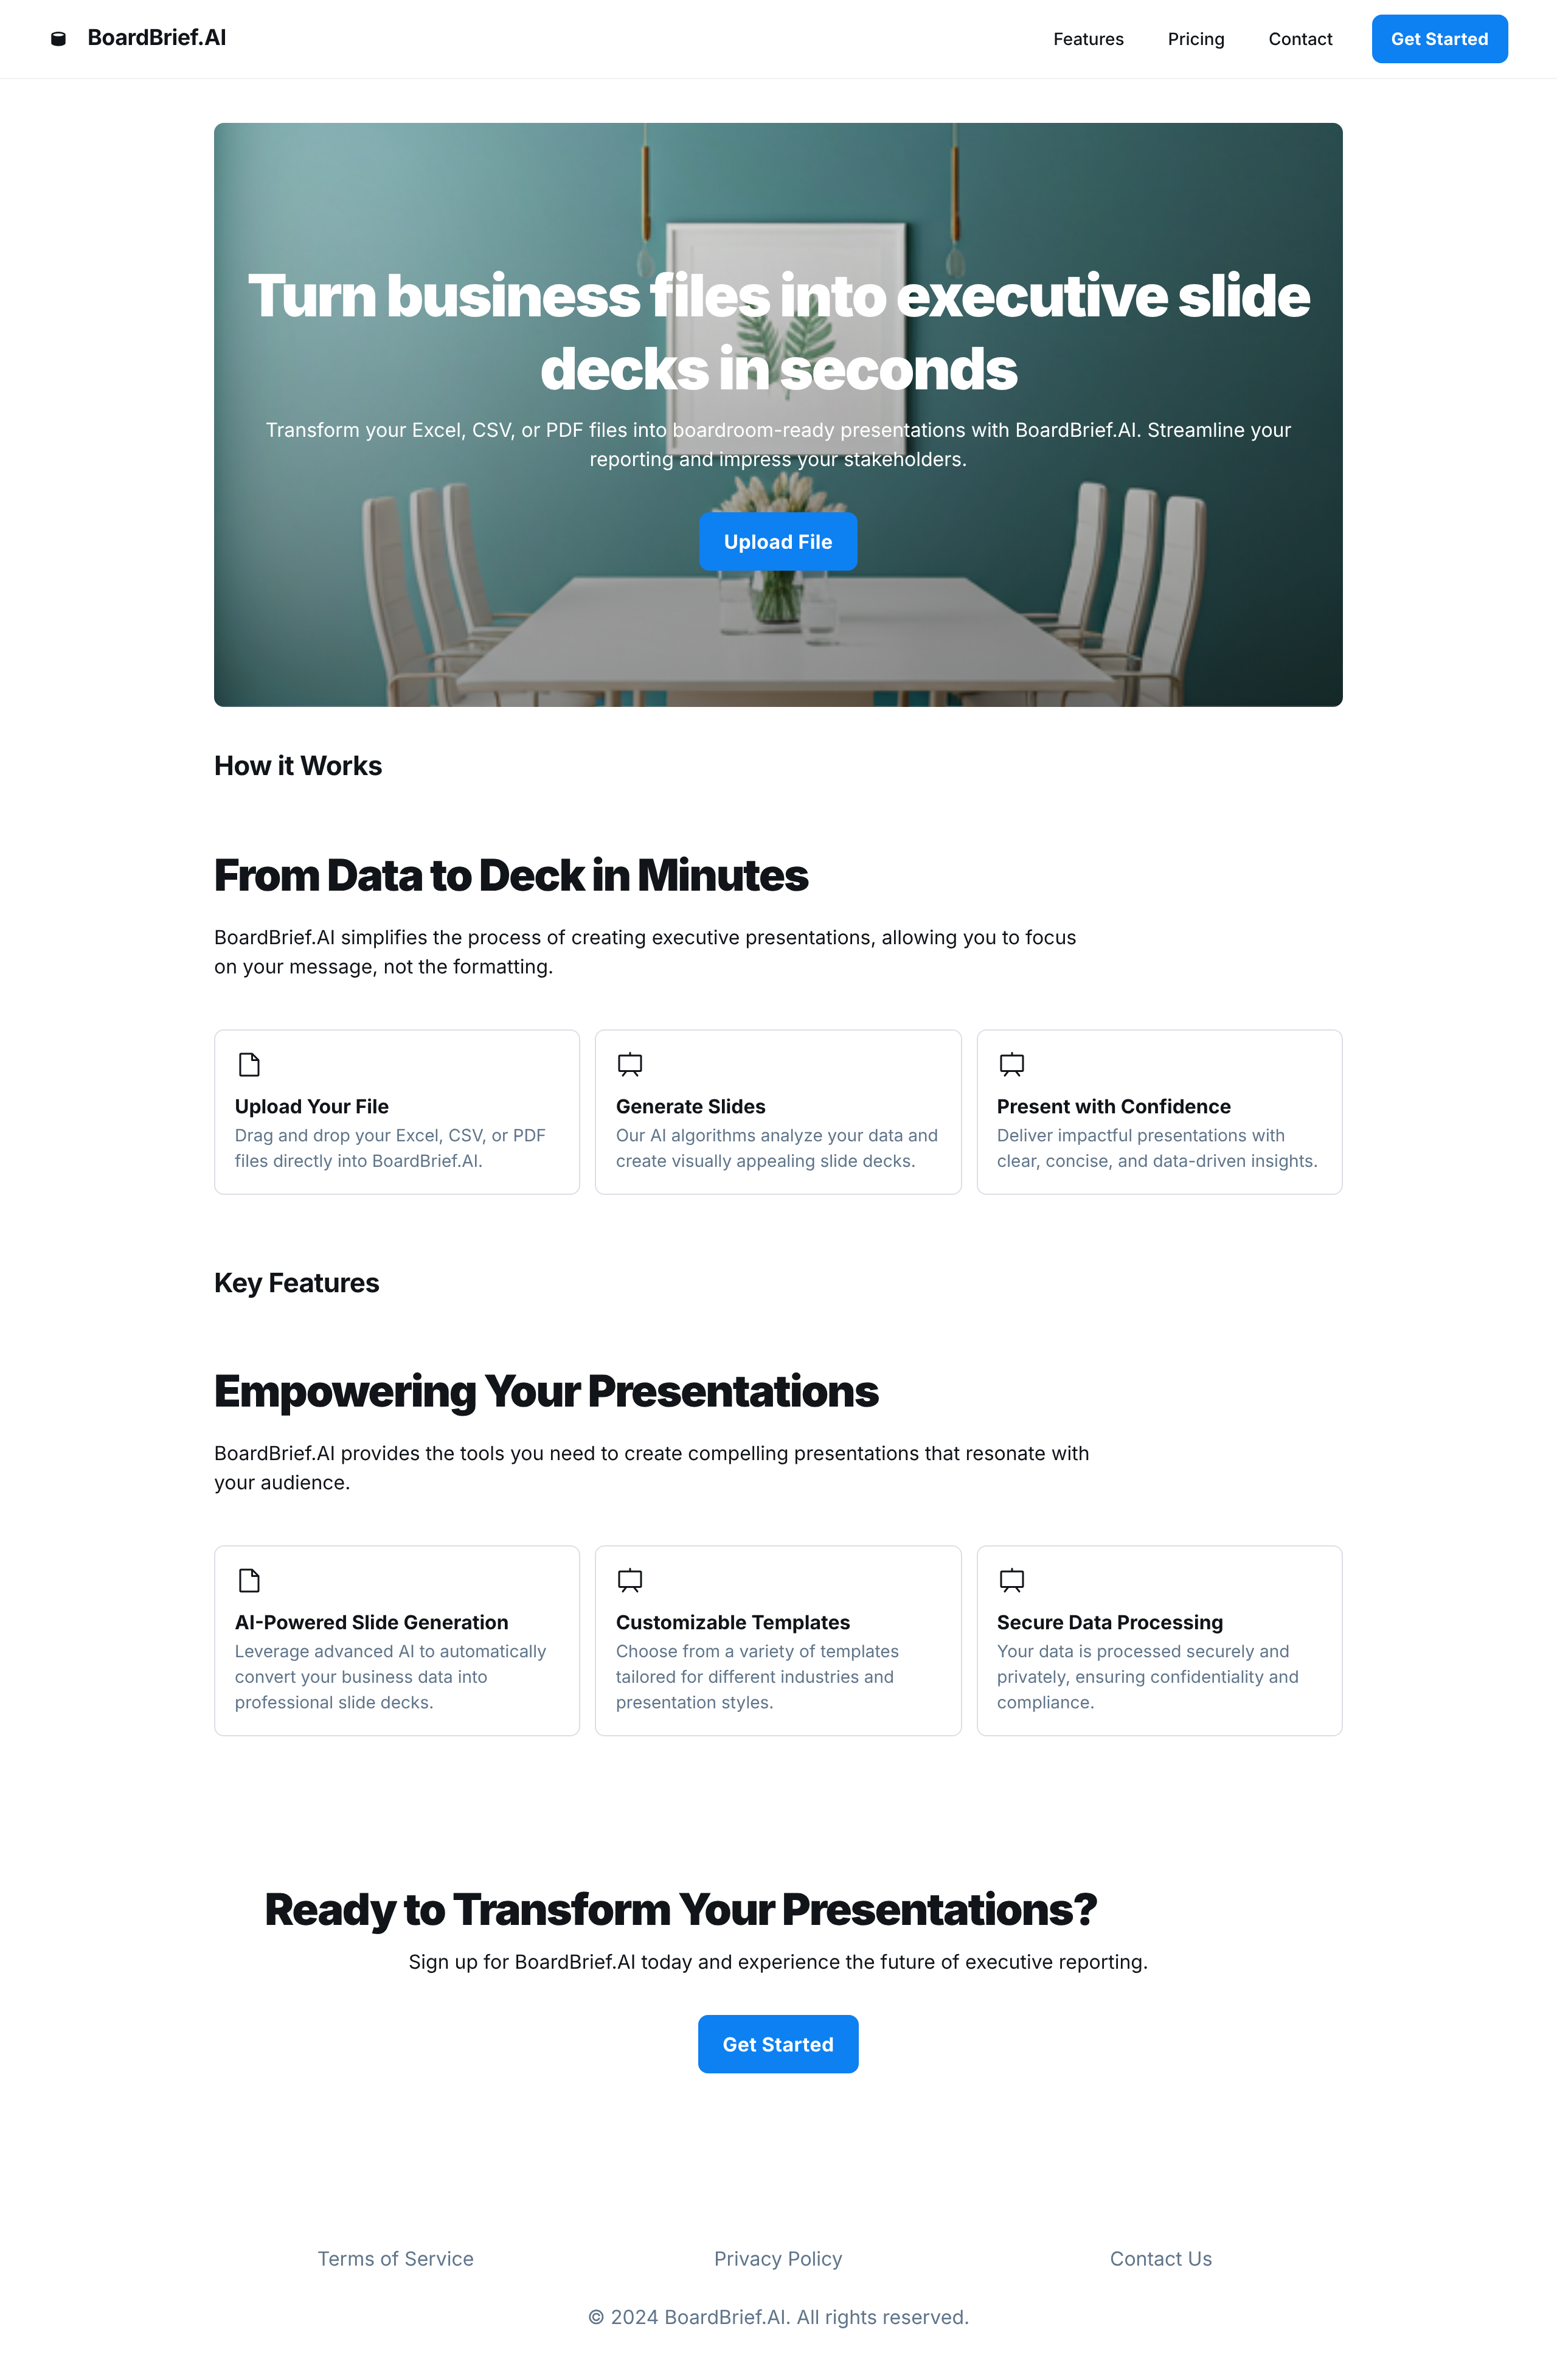 BoardBrief.AI
Features
Pricing
Contact
Get Started
Turn business files into executive slide
decks in seconds
Transform your Excel, CSV, or PDF files into boardroom-ready presentations with BoardBrief.AI. Streamline your
reporting and impress your stakeholders.
Upload File
How it Works
From Data to Deck in Minutes
BoardBrief.AI simplifies the process of creating executive presentations, allowing you to focus
on your message, not the formatting.
Upload Your File
Drag and drop your Excel, CSV, or PDF
files directly into BoardBrief.AI.
Generate Slides
Our AI algorithms analyze your data and
create visually appealing slide decks.
Present with Confidence
Deliver impactful presentations with
clear, concise, and data-driven insights.
Key Features
Empowering Your Presentations
BoardBrief.AI provides the tools you need to create compelling presentations that resonate with
your audience.
AI-Powered Slide Generation
Leverage advanced AI to automatically
convert your business data into
professional slide decks.
Customizable Templates
Choose from a variety of templates
tailored for different industries and
presentation styles.
Secure Data Processing
Your data is processed securely and
privately, ensuring confidentiality and
compliance.
Ready to Transform Your Presentations?
Sign up for BoardBrief.AI today and experience the future of executive reporting.
Get Started
Terms of Service
Privacy Policy
Contact Us
© 2024 BoardBrief.AI. All rights reserved.